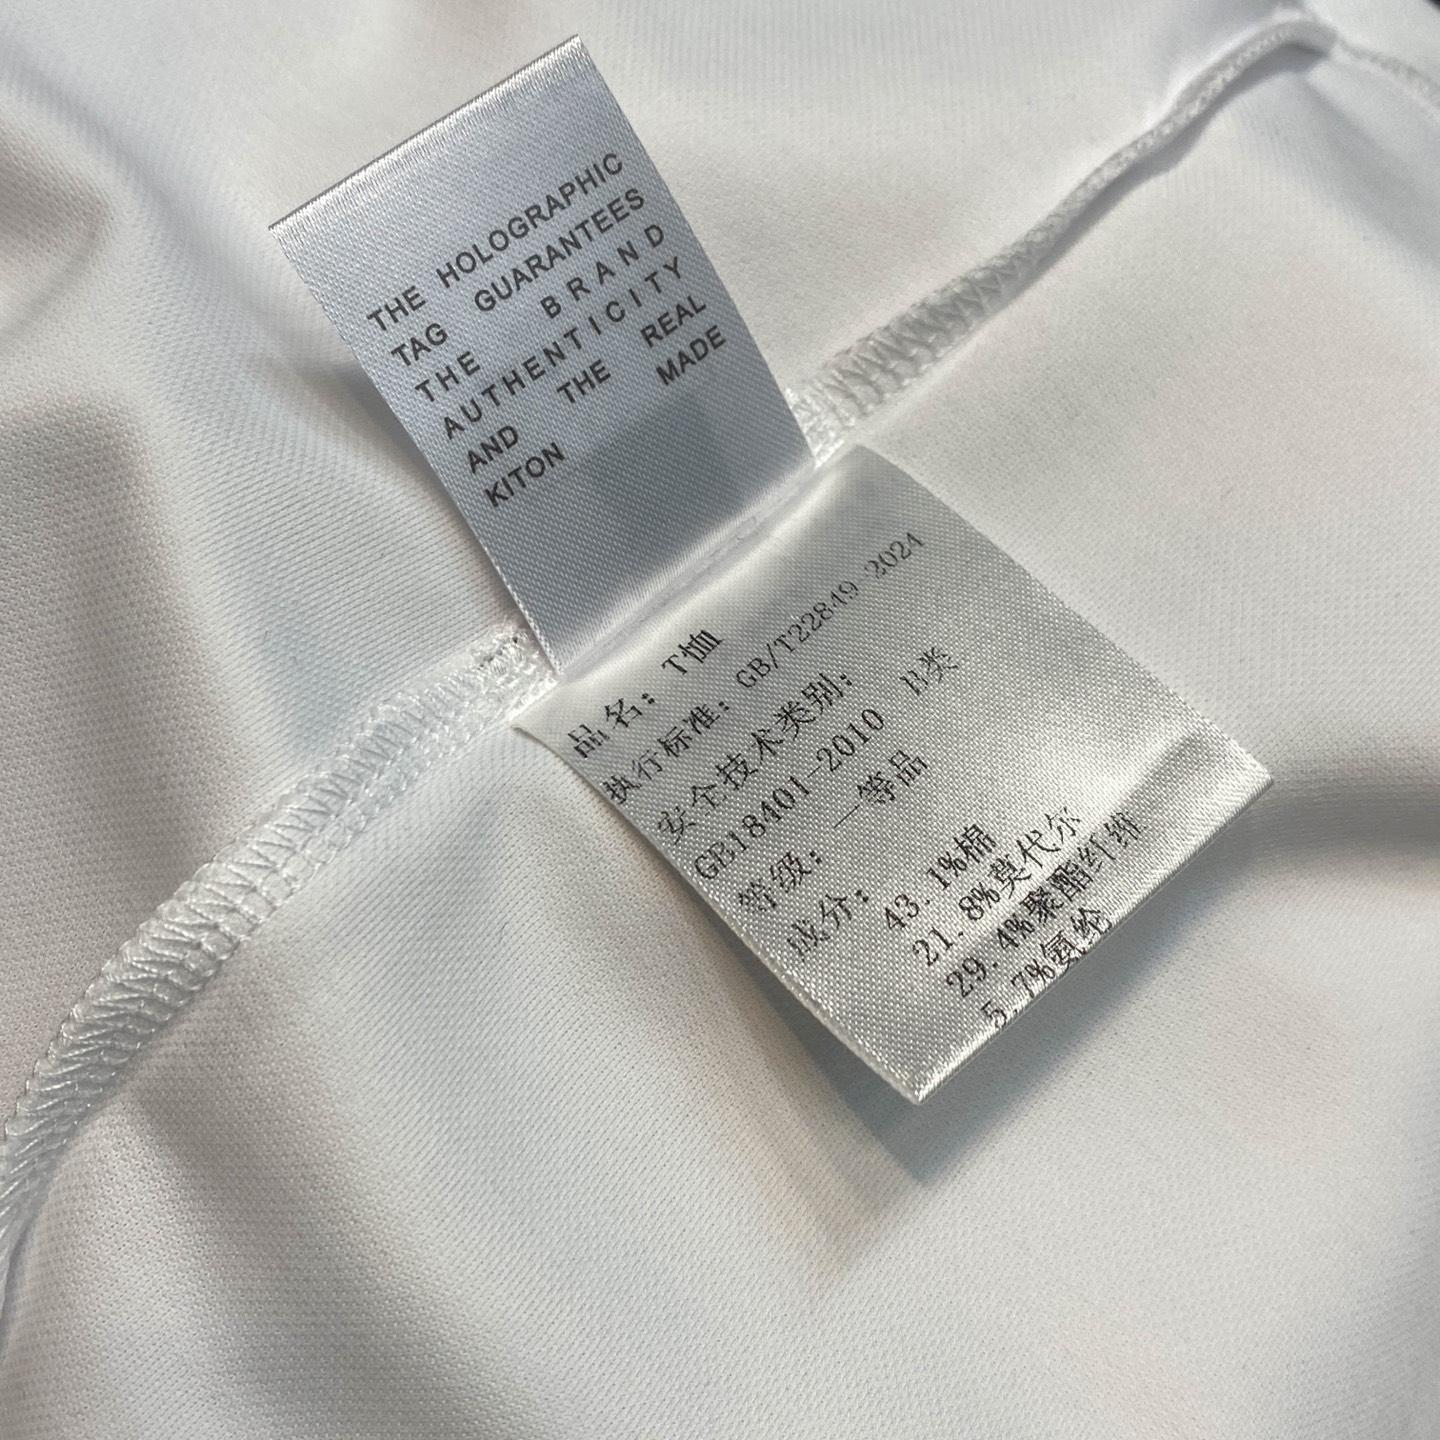 THE HOLOGRAPHIC
TAG GUARANTEES
THE BRAND
AUTHENTICITY
AND THE REAL
KITON MADE
品名: T恤
执行标准: GB/T22849-2024
安全技术类别:
GB18401-2010 B类
等级: 一等品
成分: 43.1%棉
21.8%莫代尔
29.4%聚酯纤维
5.7%氨纶